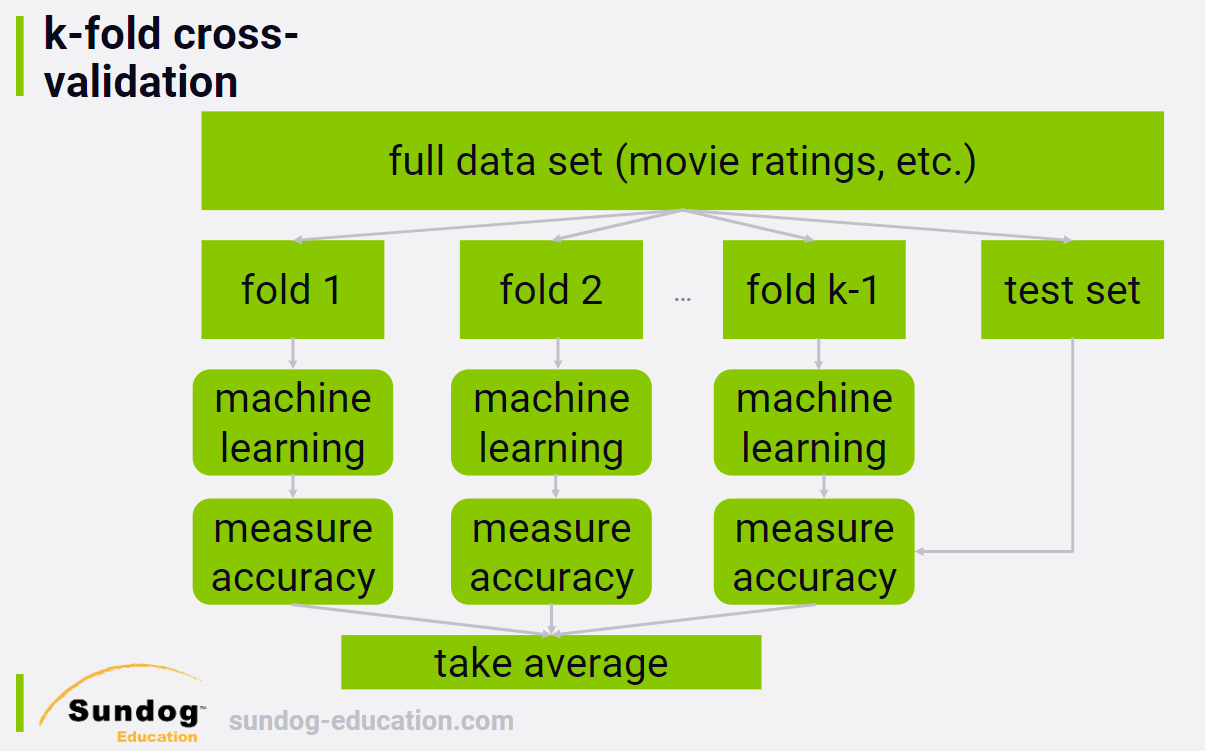 k-fold cross-
validation
full data set (movie ratings, etc.)
fold 1
fold 2
...
fold k-1
test set
machine
learning
machine
learning
machine
learning
measure
accuracy
measure
accuracy
measure
accuracy
take average
Sundog™
Education
sundog-education.com